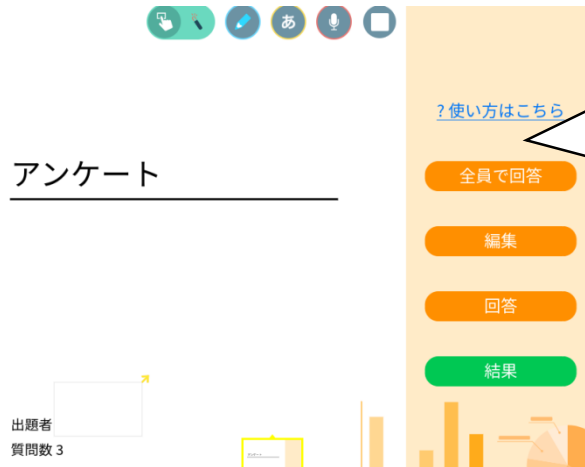 あ
?使い方はこちら
アンケート
全員で回答
編集
回答
結果
出題者
質問数 3